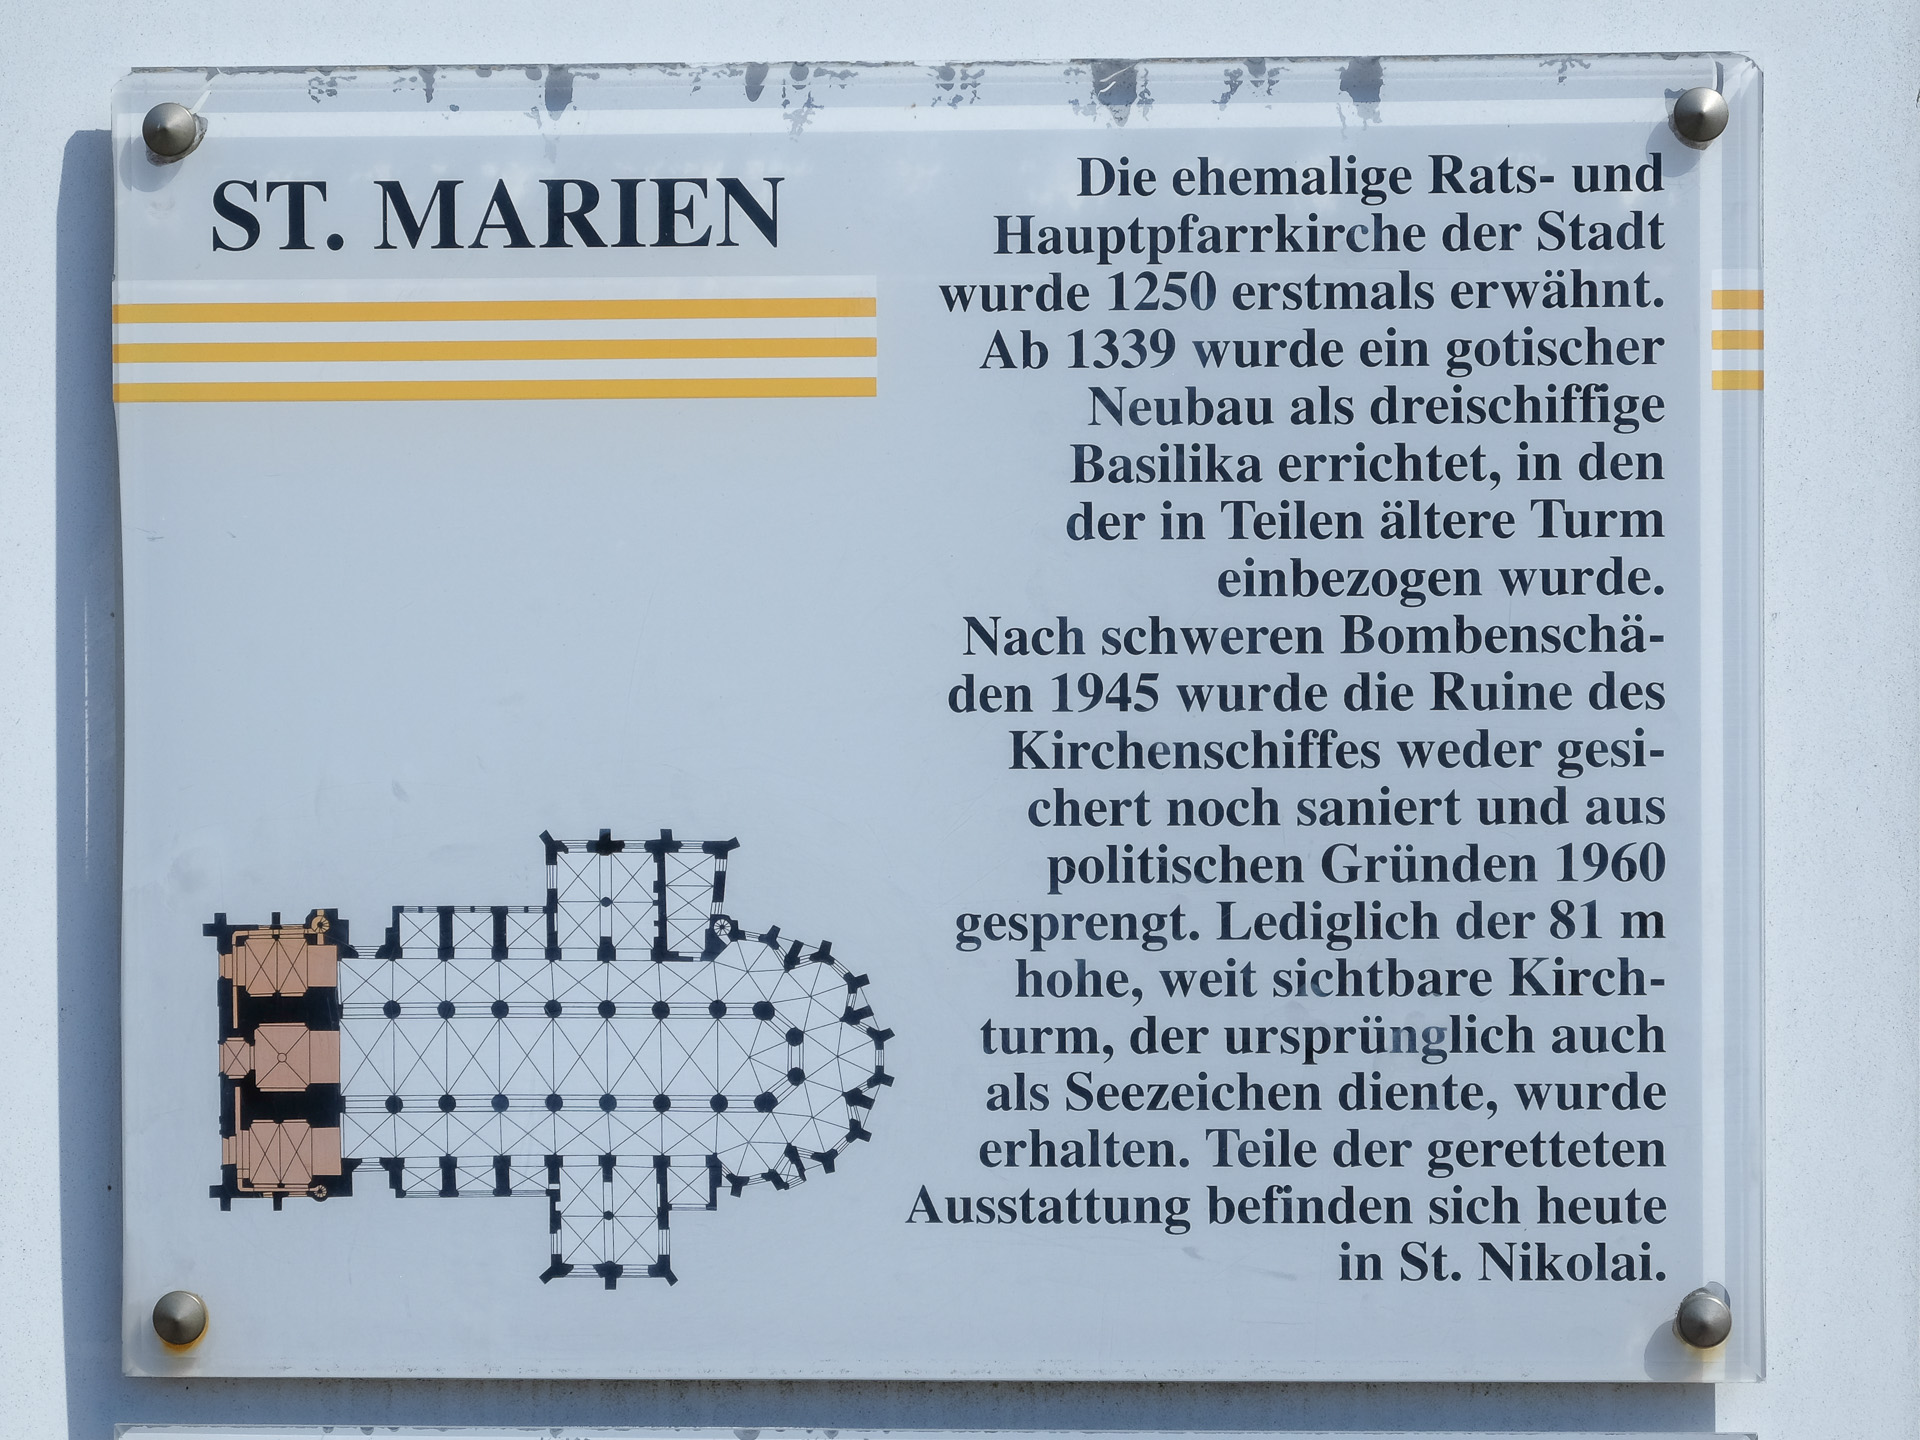 ST. MARIEN
Die ehemalige Rats- und
Hauptpfarrkirche der Stadt
wurde 1250 erstmals erwähnt.
Ab 1339 wurde ein gotischer
Neubau als dreischiffige
Basilika errichtet, in den
der in Teilen ältere Turm
einbezogen wurde.
Nach schweren Bombenschä-
den 1945 wurde die Ruine des
Kirchenschiffes weder gesi-
chert noch saniert und aus
politischen Gründen 1960
gesprengt. Lediglich der 81 m
hohe, weit sichtbare Kirch-
turm, der ursprünglich auch
als Seezeichen diente, wurde
erhalten. Teile der geretteten
Ausstattung befinden sich heute
in St. Nikolai.